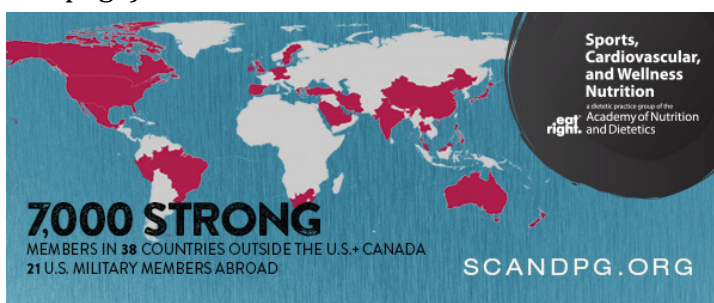 Sports,
Cardiovascular,
and Wellness
Nutrition
a dietetic practice group of the
eat right. Academy of Nutrition
and Dietetics
7,000 STRONG
MEMBERS IN 38 COUNTRIES OUTSIDE THE U.S.+ CANADA
21 U.S. MILITARY MEMBERS ABROAD
SCANDPG.ORG